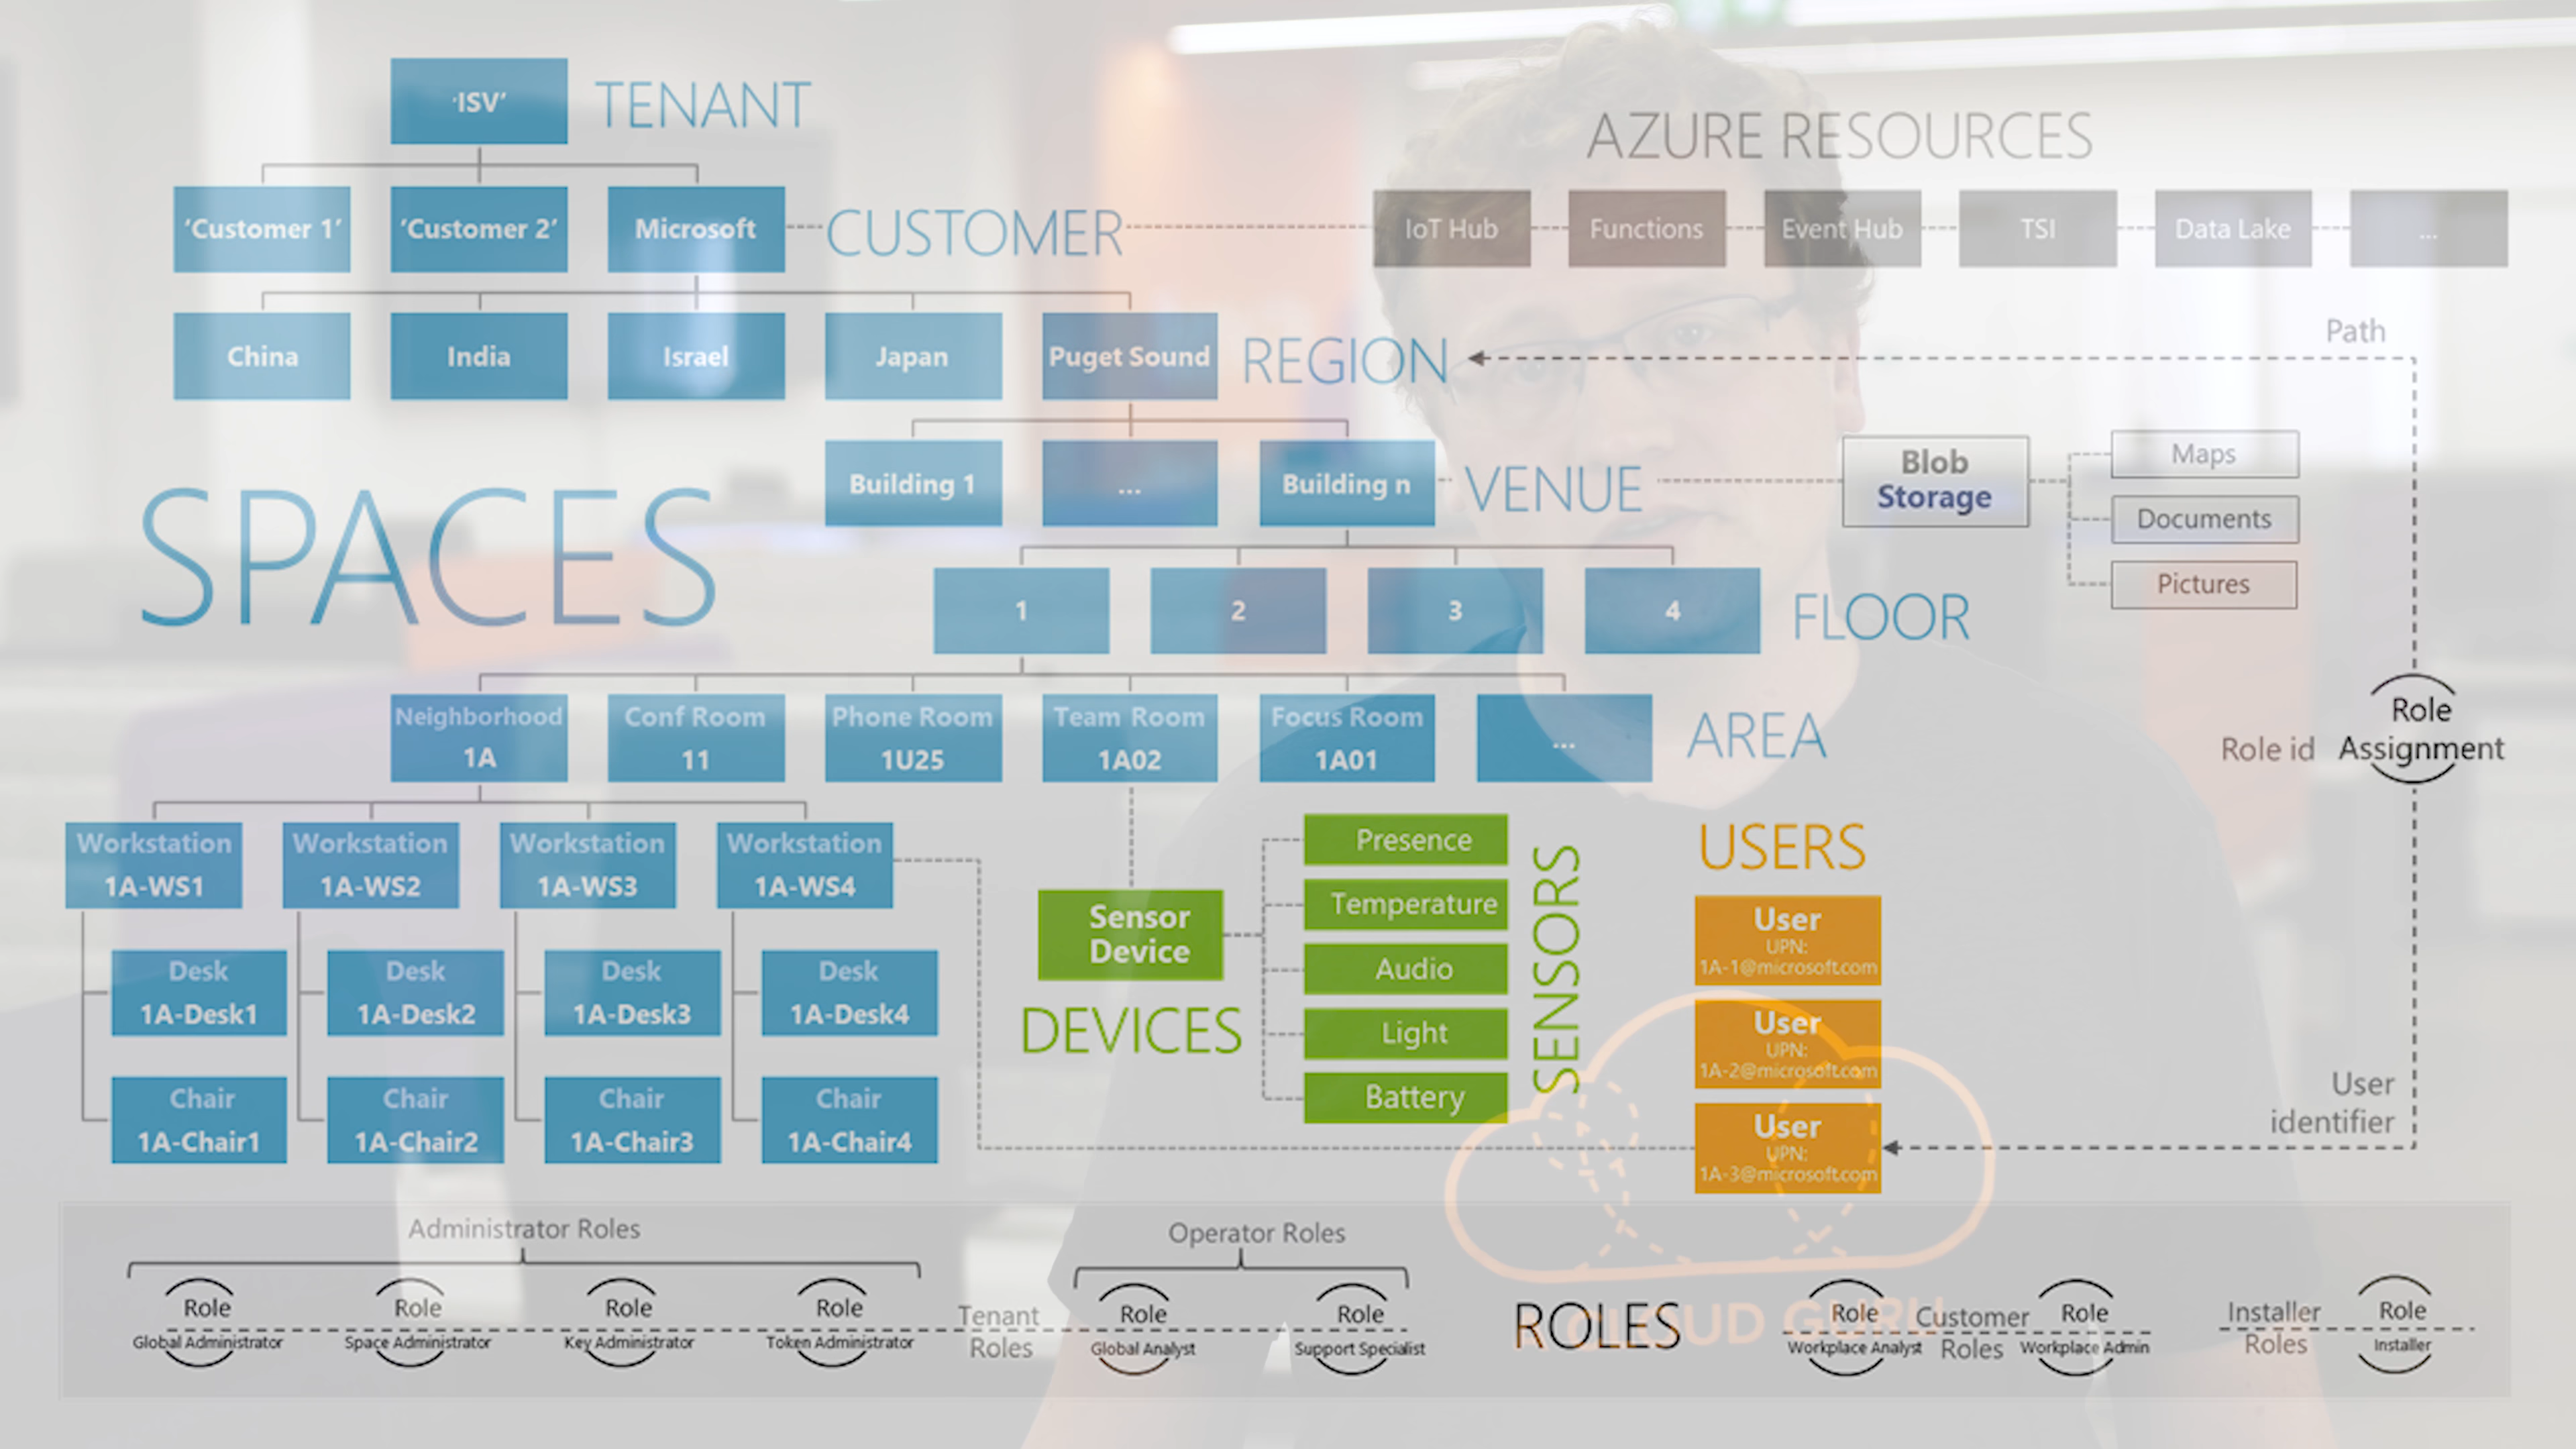 ‘ISV’ TENANT
AZURE RESOURCES
‘Customer 1’ ‘Customer 2’ Microsoft CUSTOMER IoT Hub Functions Event Hub TSI Data Lake ...
Path
China India Israel Japan Puget Sound REGION
Building 1 ... Building n VENUE
Blob
Storage
Maps
Documents
Pictures
SPACES
1 2 3 4 FLOOR
Neighborhood
1A
Conf Room
11
Phone Room
1U25
Team Room
1A02
Focus Room
1A01
...
AREA
Role id
Role
Assignment
Workstation
1A-WS1
Workstation
1A-WS2
Workstation
1A-WS3
Workstation
1A-WS4
Desk
1A-Desk1
Desk
1A-Desk2
Desk
1A-Desk3
Desk
1A-Desk4
Chair
1A-Chair1
Chair
1A-Chair2
Chair
1A-Chair3
Chair
1A-Chair4
Sensor
Device
DEVICES
Presence
Temperature
Audio
Light
Battery
SENSORS
USERS
User
UPN:
1A-1@microsoft.com
User
UPN:
1A-2@microsoft.com
User
UPN:
1A-3@microsoft.com
User
identifier
Administrator Roles
Role
Global Administrator
Role
Space Administrator
Role
Key Administrator
Role
Token Administrator
Tenant
Roles
Operator Roles
Role
Global Analyst
Role
Support Specialist
ROLES
CLOUD GURU
Role
Workplace Analyst
Customer
Roles
Role
Workplace Admin
Installer
Roles
Role
Installer